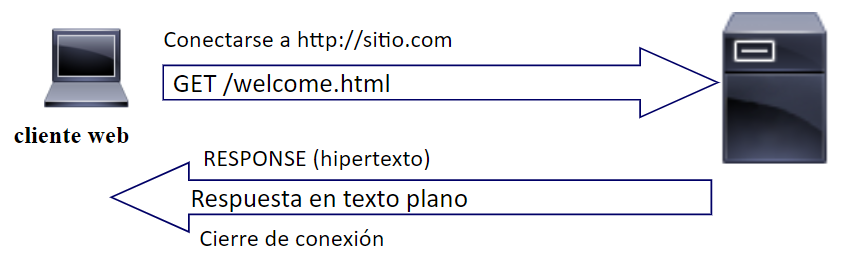 Conectarse a http://sitio.com
GET /welcome.html
cliente web
RESPONSE (hipertexto)
Respuesta en texto plano
Cierre de conexión